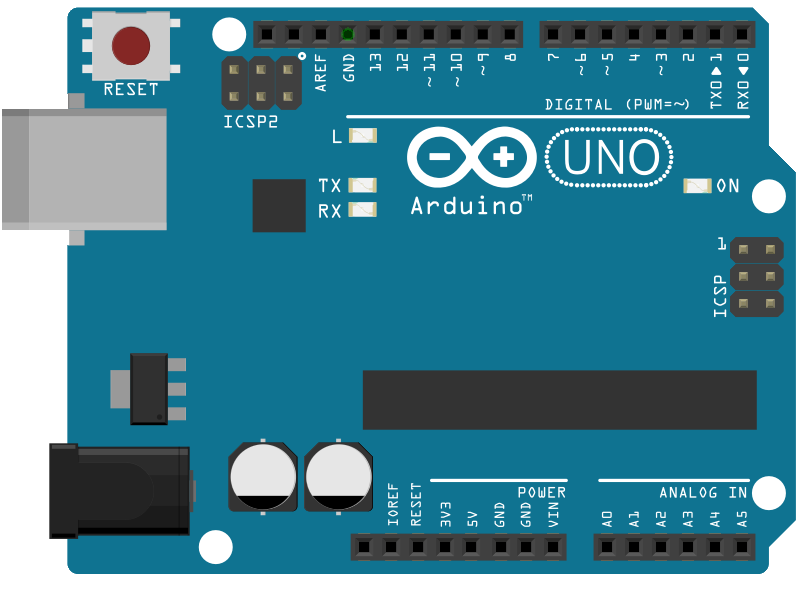 RESET
ICSP2
AREF
GND
13
12
~11
~10
~9
8
7
~6
~5
4
~3
2
TX0▶1
RX0◀0
DIGITAL (PWM=~)
L
TX
RX
UNO
Arduino™
ON
1
ICSP
POWER
ANALOG IN
IOREF
RESET
3V3
5V
GND
GND
VIN
A0
A1
A2
A3
A4
A5